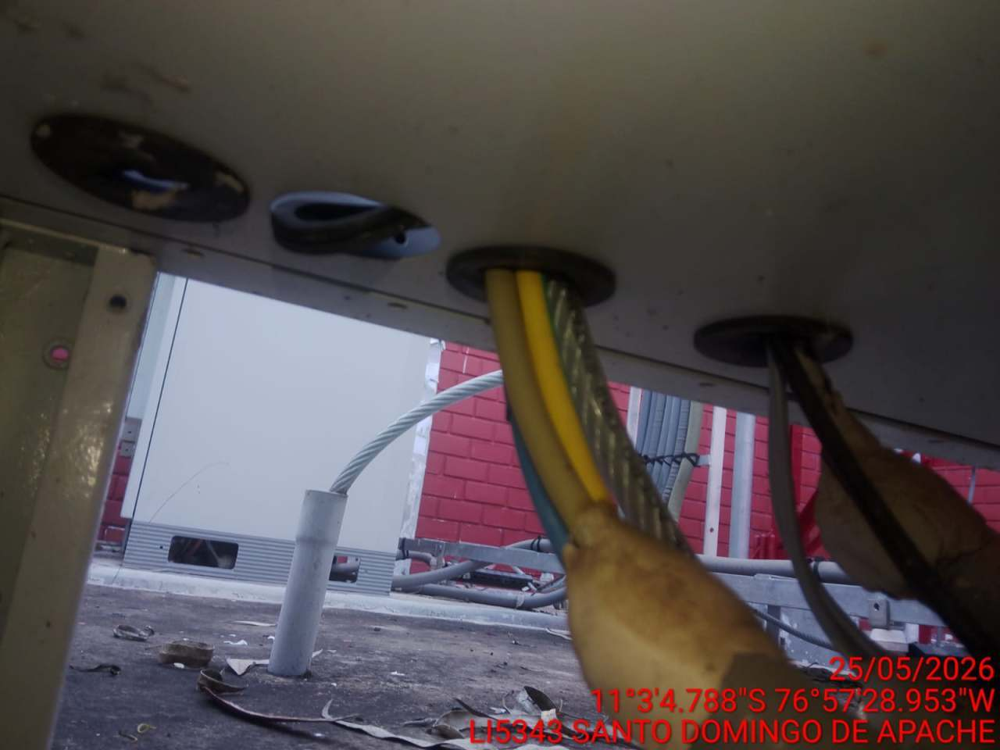 25/05/2026
11°3'4.788"S 76°57'28.953"W
LI5343 SANTO DOMINGO DE APACHE